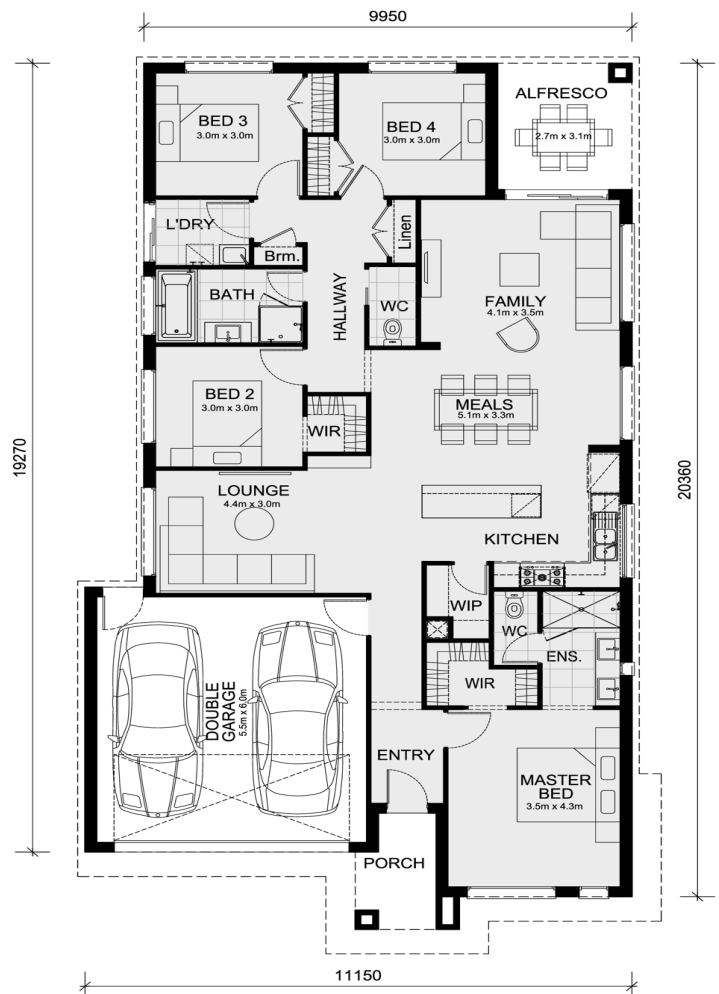 9950
ALFRESCO
2.7m x 3.1m
BED 3
3.0m x 3.0m
BED 4
3.0m x 3.0m
L'DRY
Brm.
Linen
BATH
HALLWAY
WC
FAMILY
4.1m x 3.5m
BED 2
3.0m x 3.0m
WIR
MEALS
5.1m x 3.3m
19270
20360
LOUNGE
4.4m x 3.0m
KITCHEN
WIP
WC
ENS.
WIR
DOUBLE
GARAGE
5.5m x 6.0m
ENTRY
MASTER
BED
3.5m x 4.3m
PORCH
11150